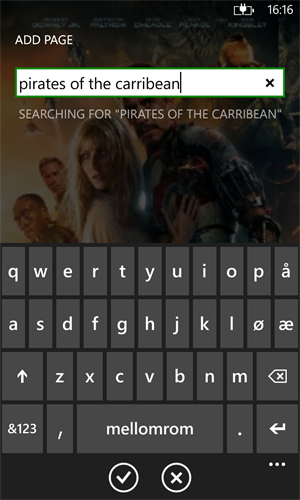 16:16
ADD PAGE
pirates of the carribean
SEARCHING FOR "PIRATES OF THE CARRIBEAN"
q w e r t y u i o p å
a s d f g h j k l ø æ
z x c v b n m
&123 , mellomrom .